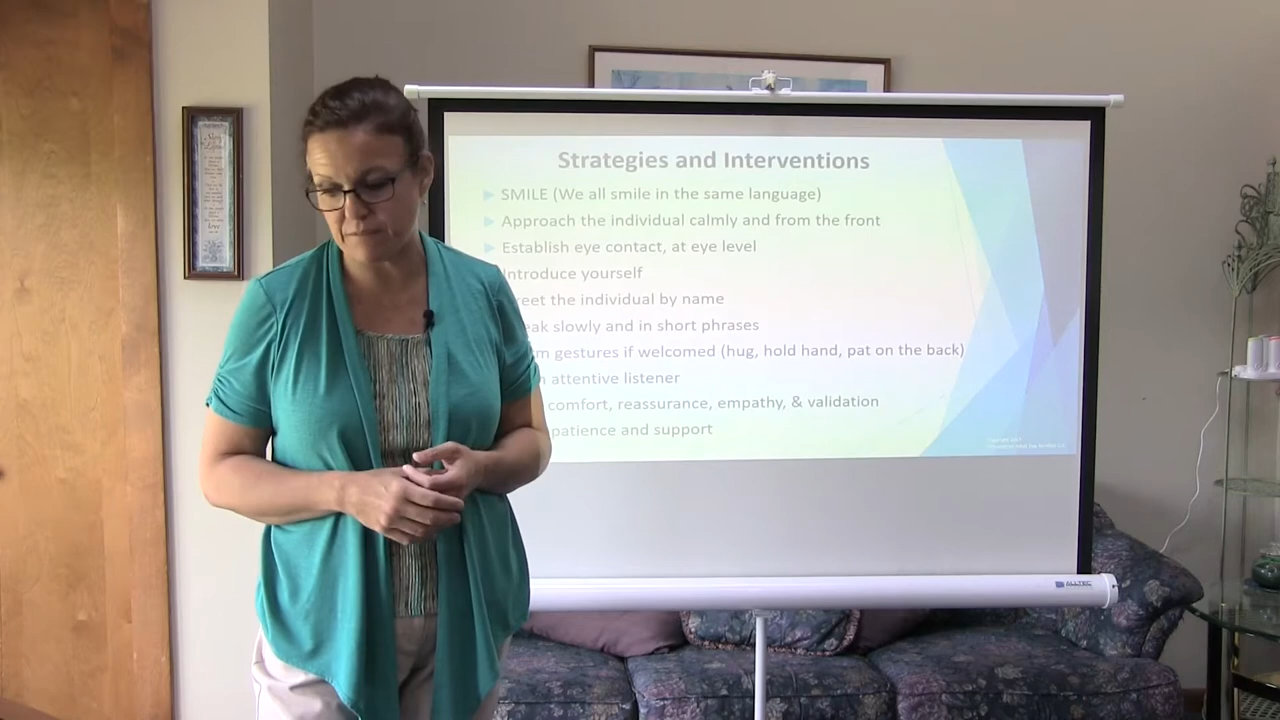 Strategies and Interventions
SMILE (We all smile in the same language)
Approach the individual calmly and from the front
Establish eye contact, at eye level
Introduce yourself
reet the individual by name
eak slowly and in short phrases
m gestures if welcomed (hug, hold hand, pat on the back)
attentive listener
comfort, reassurance, empathy, & validation
patience and support
ALLTEC
love